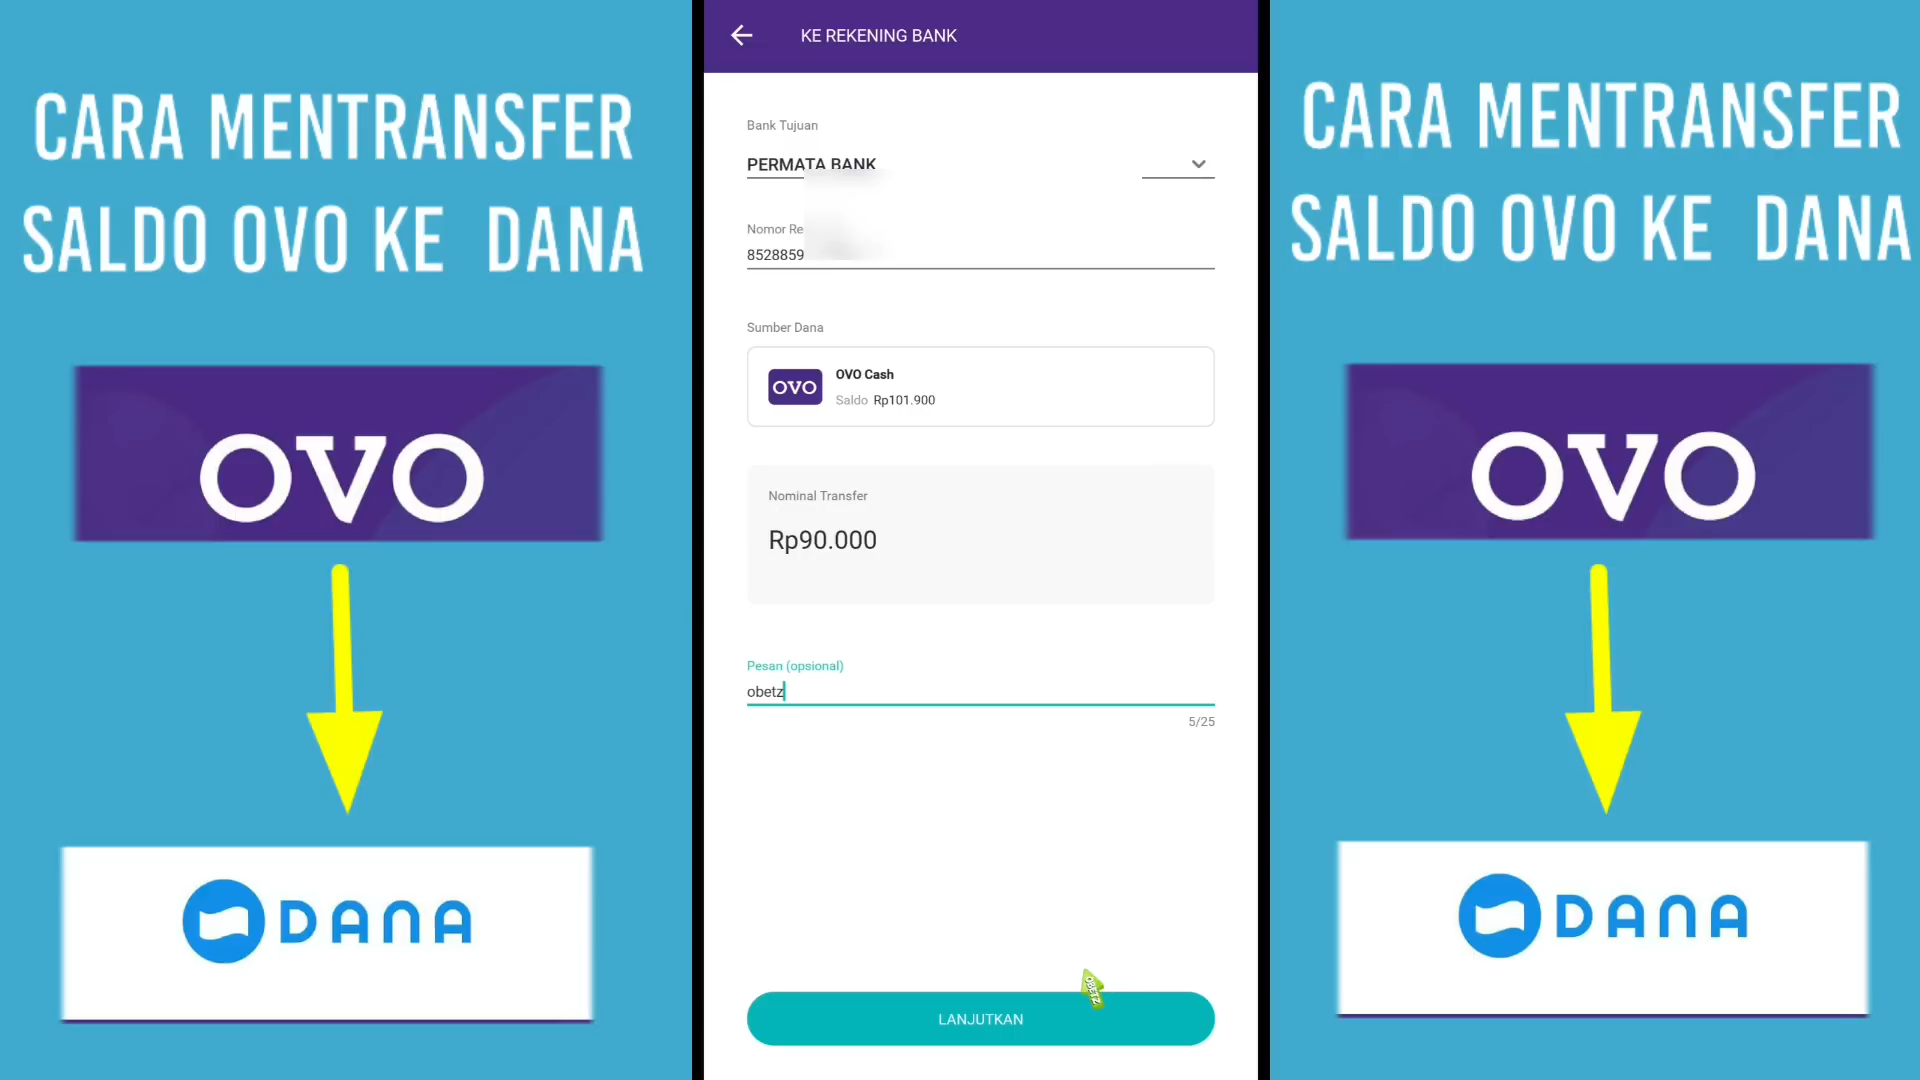 CARA MENTRANSFER
SALDO OVO KE DANA
OVO
DANA
KE REKENING BANK
Bank Tujuan
PERMATA BANK
Nomor Re
8528859
Sumber Dana
OVO
OVO Cash
Saldo Rp101.900
Nominal Transfer
Rp90.000
Pesan (opsional)
obetz
5/25
OBETZ
LANJUTKAN
CARA MENTRANSFER
SALDO OVO KE DANA
OVO
DANA